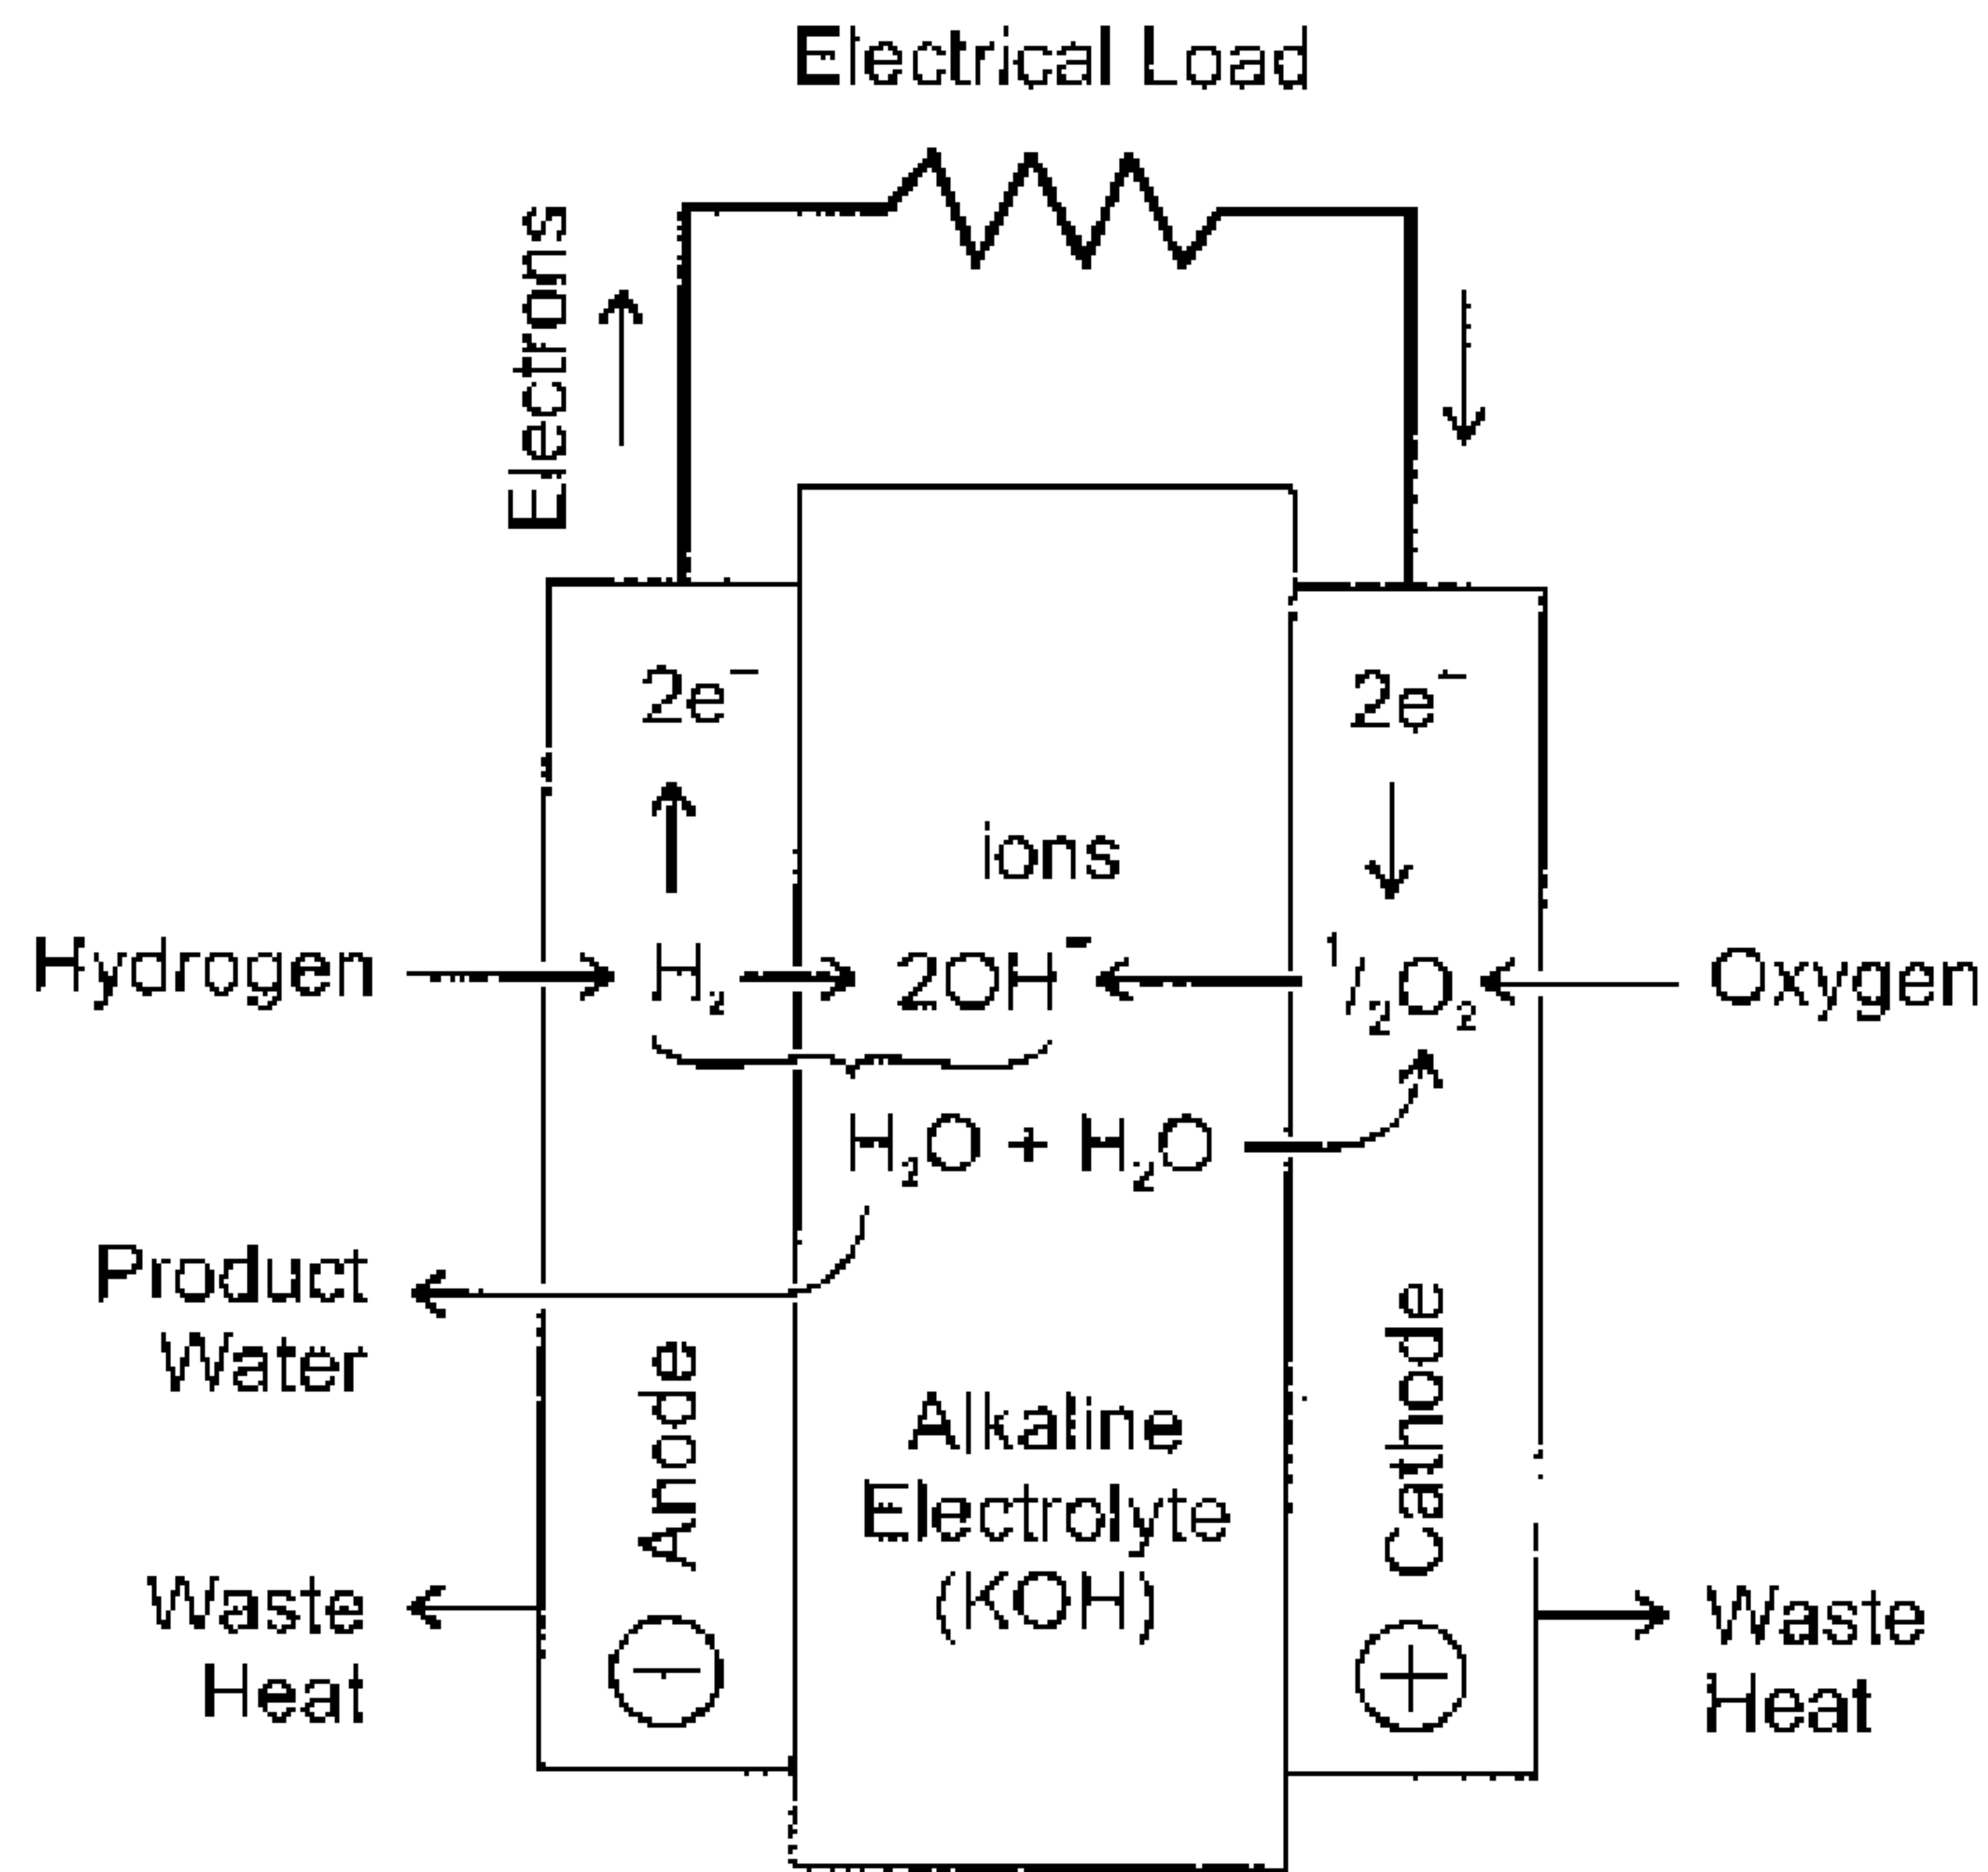 Electrical Load
Electrons
2e⁻
2e⁻
ions
Hydrogen
H₂
2OH⁻
¹/₂O₂
Oxygen
H₂O + H₂O
Product
Water
Anode
Cathode
Alkaline
Electrolyte
(KOH)
Waste
Heat
−
+
Waste
Heat